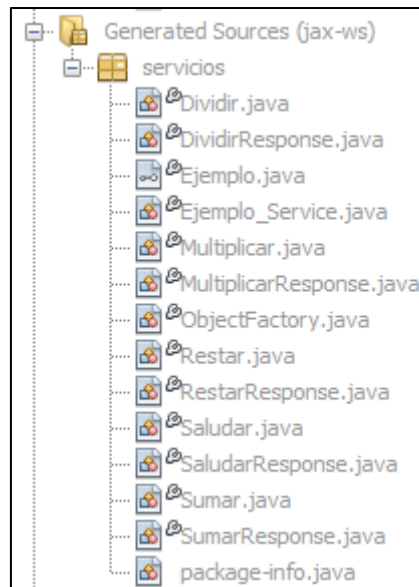 Generated Sources (jax-ws)
servicios
Dividir.java
DividirResponse.java
Ejemplo.java
Ejemplo_Service.java
Multiplicar.java
MultiplicarResponse.java
ObjectFactory.java
Restar.java
RestarResponse.java
Saludar.java
SaludarResponse.java
Sumar.java
SumarResponse.java
package-info.java